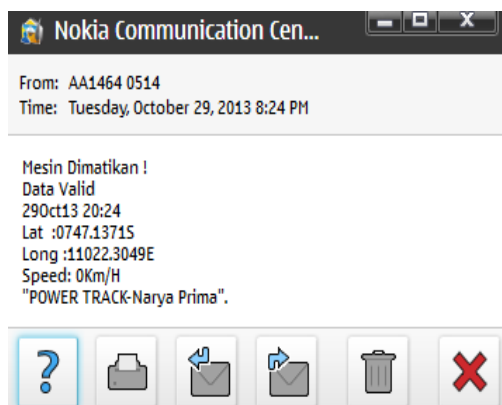 Nokia Communication Cen...
From: AA1464 0514
Time: Tuesday, October 29, 2013 8:24 PM
Mesin Dimatikan !
Data Valid
29Oct13 20:24
Lat :0747.1371S
Long :11022.3049E
Speed: 0Km/H
"POWER TRACK-Narya Prima".